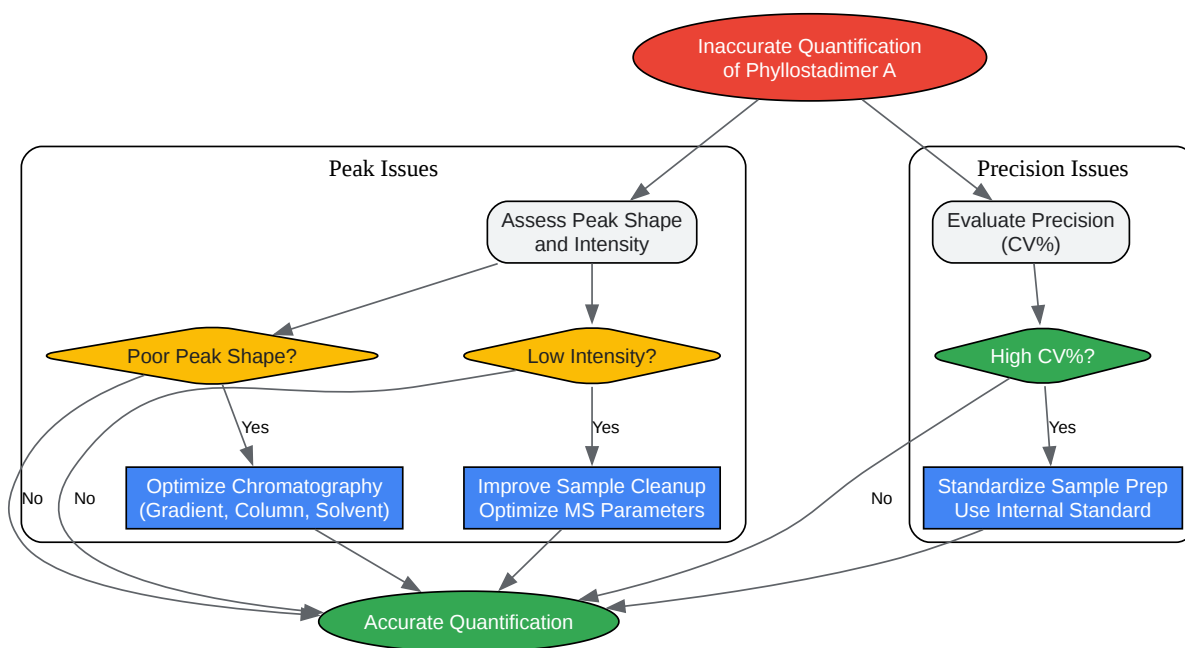 Inaccurate Quantification
of Phyllostadimer A
Peak Issues
Precision Issues
Assess Peak Shape
and Intensity
Evaluate Precision
(CV%)
Poor Peak Shape?
Low Intensity?
High CV%?
Yes
Yes
Yes
No
No
No
Optimize Chromatography
(Gradient, Column, Solvent)
Improve Sample Cleanup
Optimize MS Parameters
Standardize Sample Prep
Use Internal Standard
Accurate Quantification